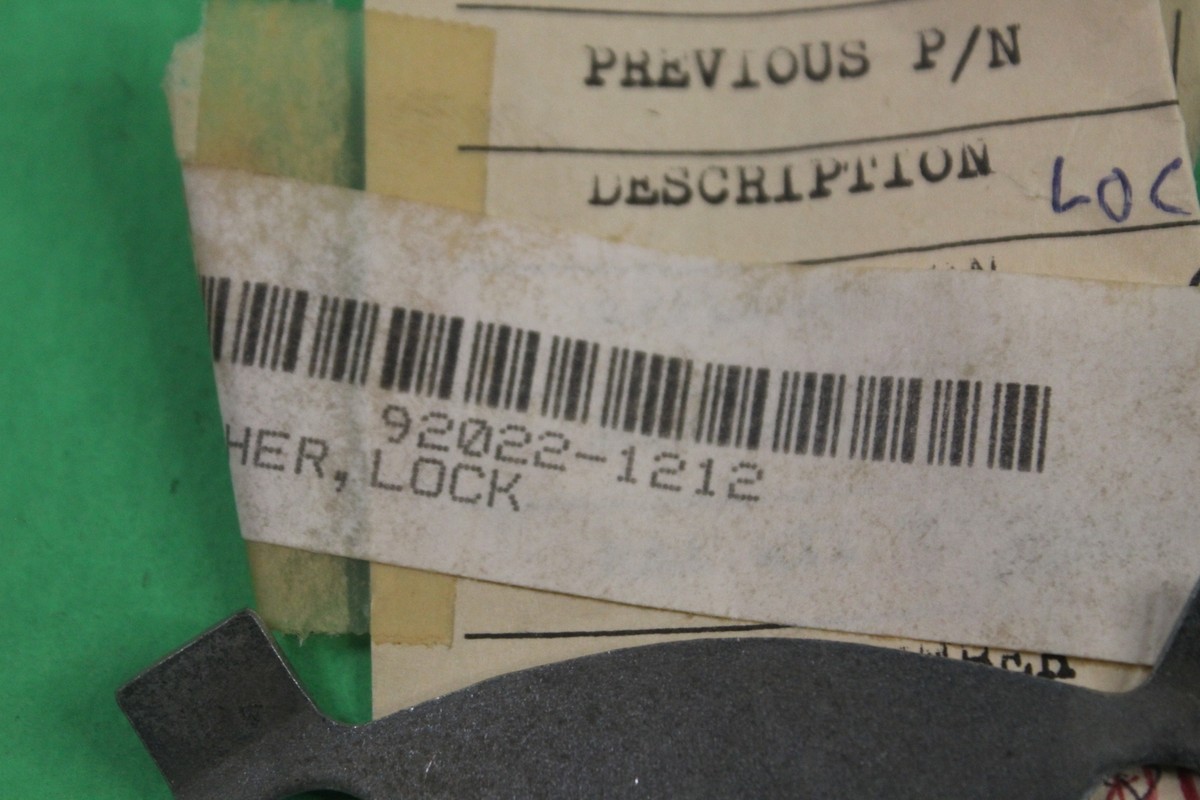 PREVIOUS P/N
DESCRIPTION LOC
92022-1212
HER, LOCK